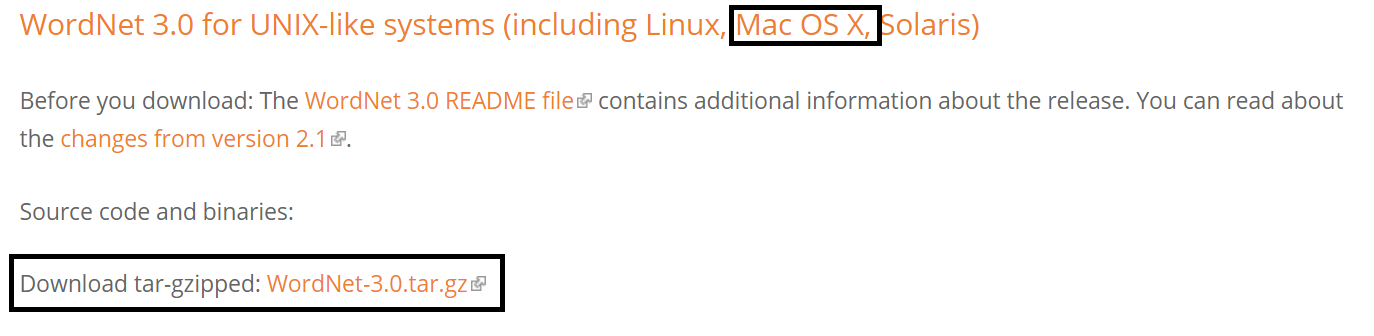 WordNet 3.0 for UNIX-like systems (including Linux, Mac OS X, Solaris)
Before you download: The WordNet 3.0 README file contains additional information about the release. You can read about
the changes from version 2.1.
Source code and binaries:
Download tar-gzipped: WordNet-3.0.tar.gz